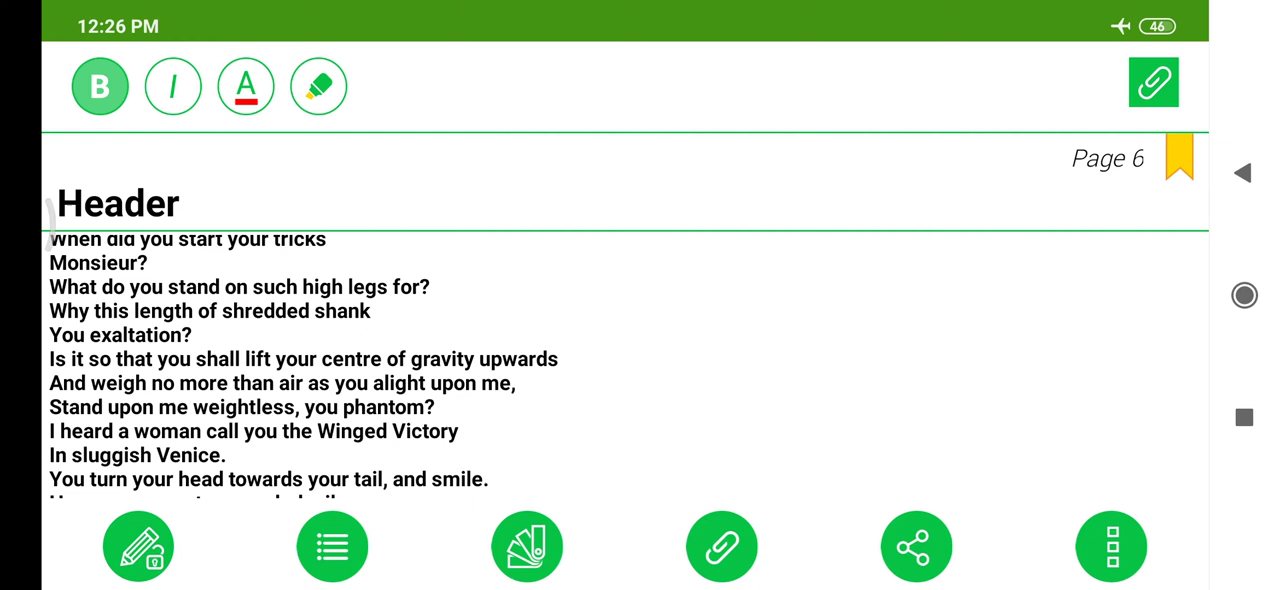 12:26 PM
46
B I A
Page 6
Header
When did you start your tricks
Monsieur?
What do you stand on such high legs for?
Why this length of shredded shank
You exaltation?
Is it so that you shall lift your centre of gravity upwards
And weigh no more than air as you alight upon me,
Stand upon me weightless, you phantom?
I heard a woman call you the Winged Victory
In sluggish Venice.
You turn your head towards your tail, and smile.